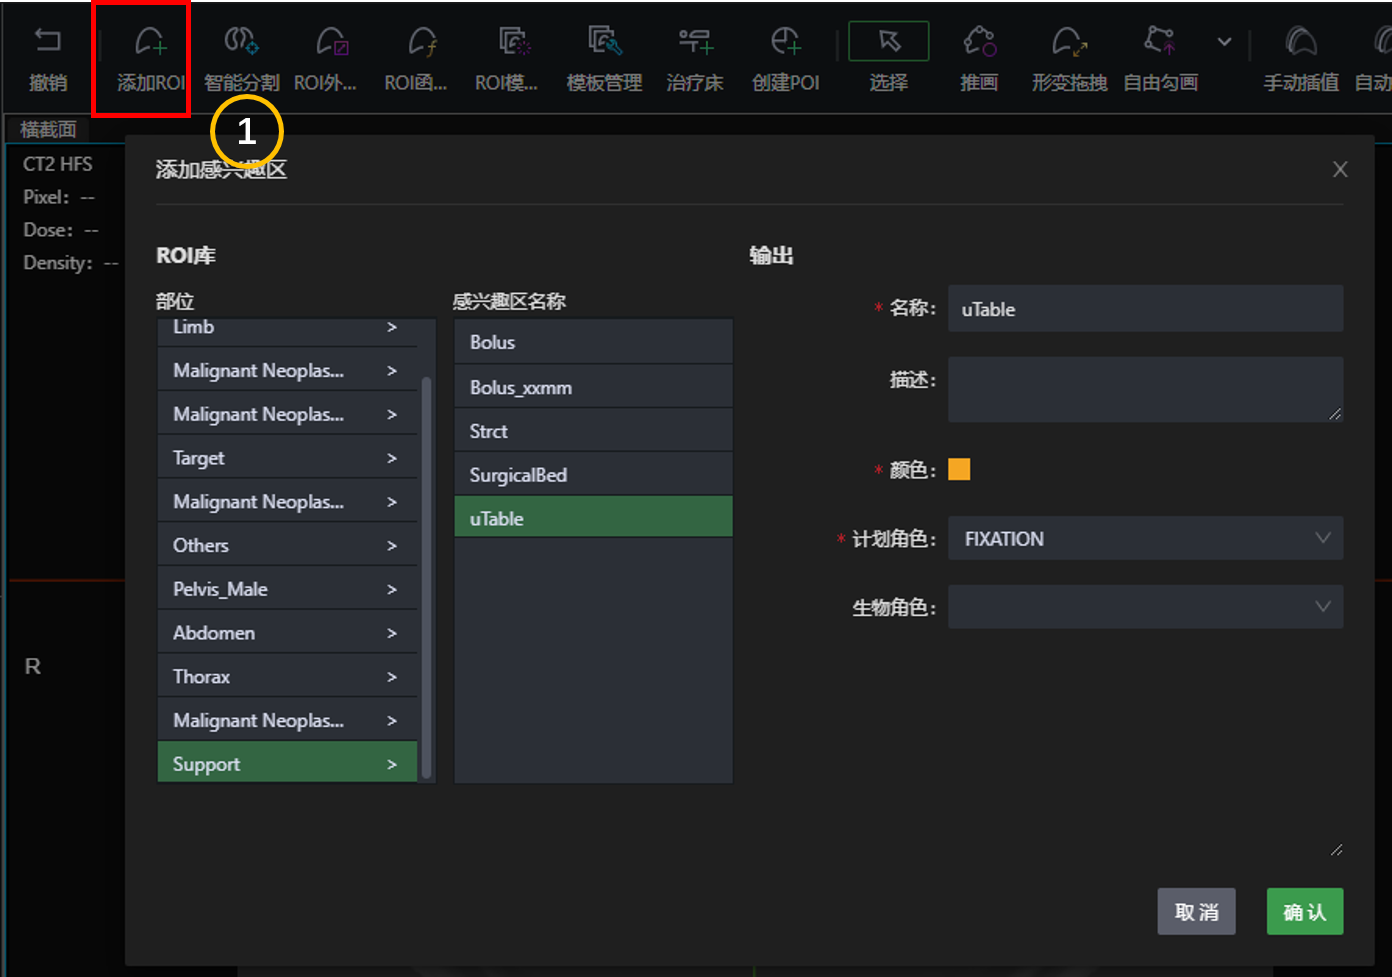 撤销
添加ROI
智能分割
ROI外...
ROI函...
ROI模...
模板管理
治疗床
创建POI
选择
推画
形变拖拽
自由勾画
手动插值
自动
1
横截面
CT2 HFS
Pixel: --
Dose: --
Density: --
R
添加感兴趣区
X
ROI库
部位
Limb >
Malignant Neoplas... >
Malignant Neoplas... >
Target >
Malignant Neoplas... >
Others >
Pelvis_Male >
Abdomen >
Thorax >
Malignant Neoplas... >
Support >
感兴趣区名称
Bolus
Bolus_xxmm
Strct
SurgicalBed
uTable
输出
* 名称: uTable
描述:
* 颜色:
* 计划角色: FIXATION
生物角色:
取消
确认